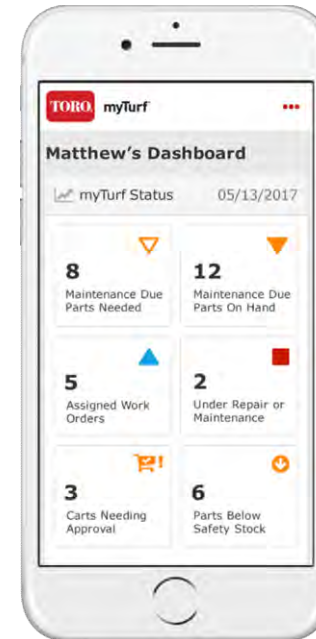 TORO. myTurf
Matthew's Dashboard
myTurf Status 05/13/2017
8
Maintenance Due
Parts Needed
12
Maintenance Due
Parts On Hand
5
Assigned Work
Orders
2
Under Repair or
Maintenance
3
Carts Needing
Approval
6
Parts Below
Safety Stock